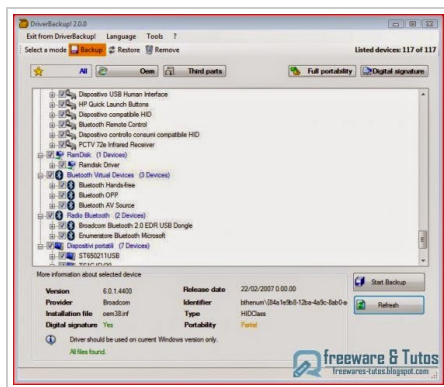 DriverBackup! 2.0.0
Exit from DriverBackup! Language Tools ?
Select a mode Backup Restore Remove Listed devices: 117 of 117
All Oem Third parts Full portability Digital signature
Dispositivo USB Human Interface
HP Quick Launch Buttons
Dispositivo compatibile HID
Bluetooth Remote Control
Dispositivo controllo consumi compatibile HID
PCTV 72e Infrared Receiver
RamDisk (1 Devices)
Ramdisk Driver
Bluetooth Virtual Devices (3 Devices)
Bluetooth Hands-free
Bluetooth OPP
Bluetooth AV Source
Radio Bluetooth (2 Devices)
Broadcom Bluetooth 2.0 EDR USB Dongle
Enumeratore Bluetooth Microsoft
Dispositivi portatili (7 Devices)
ST650211USB
More information about selected device
Version 6.0.1.4400 Release date 22/02/2007 0.00.00
Provider Broadcom Identifier
Installation file oem38.inf Type HIDClass
Digital signature Yes Portability Partial
Driver should be used on current Windows version only.
All files found.
Start Backup
Refresh
freeware & Tutos
freewares-tutos.blogspot.com